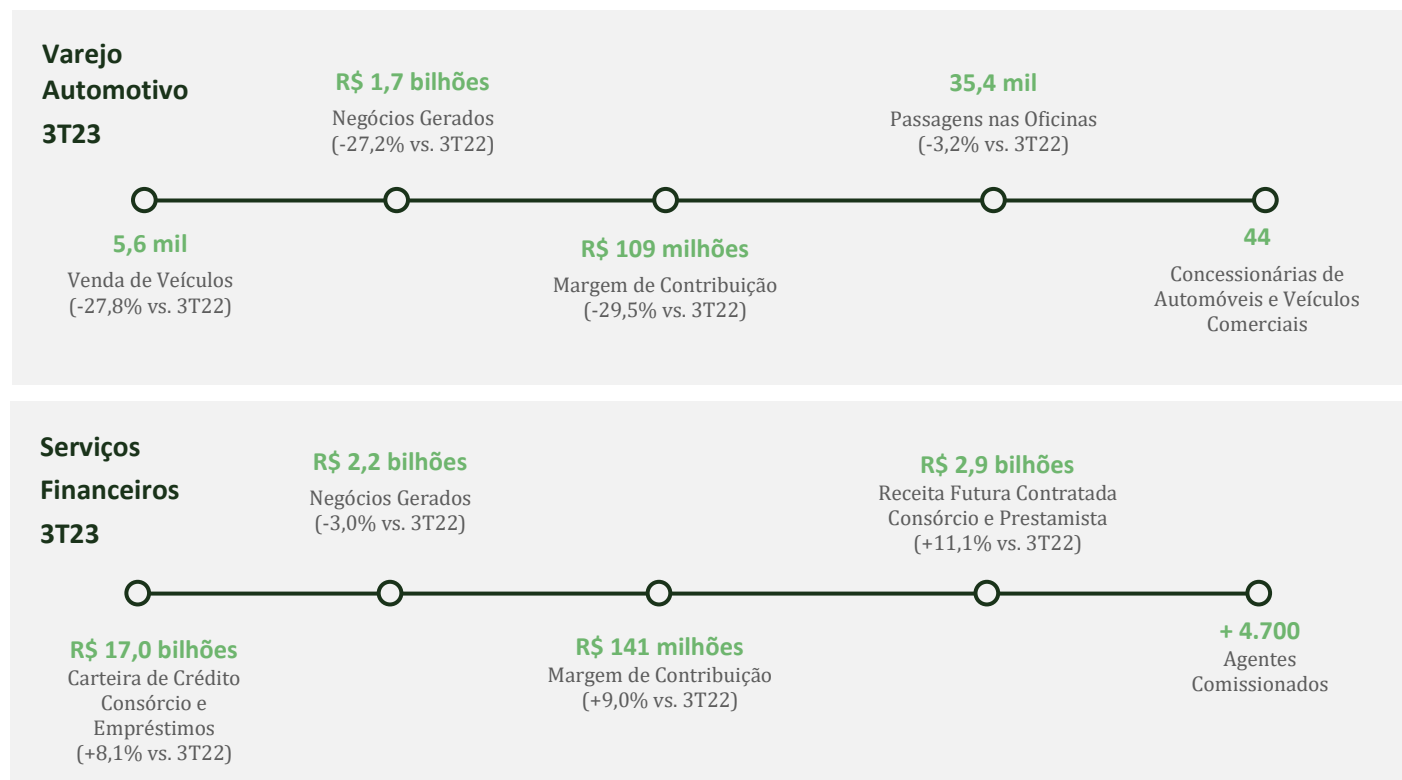 Varejo
Automotivo
3T23
R$ 1,7 bilhões
Negócios Gerados
(-27,2% vs. 3T22)
35,4 mil
Passagens nas Oficinas
(-3,2% vs. 3T22)
5,6 mil
Venda de Veículos
(-27,8% vs. 3T22)
R$ 109 milhões
Margem de Contribuição
(-29,5% vs. 3T22)
44
Concessionárias de
Automóveis e Veículos
Comerciais
Serviços
Financeiros
3T23
R$ 2,2 bilhões
Negócios Gerados
(-3,0% vs. 3T22)
R$ 2,9 bilhões
Receita Futura Contratada
Consórcio e Prestamista
(+11,1% vs. 3T22)
R$ 17,0 bilhões
Carteira de Crédito
Consórcio e
Empréstimos
(+8,1% vs. 3T22)
R$ 141 milhões
Margem de Contribuição
(+9,0% vs. 3T22)
+ 4.700
Agentes
Comissionados